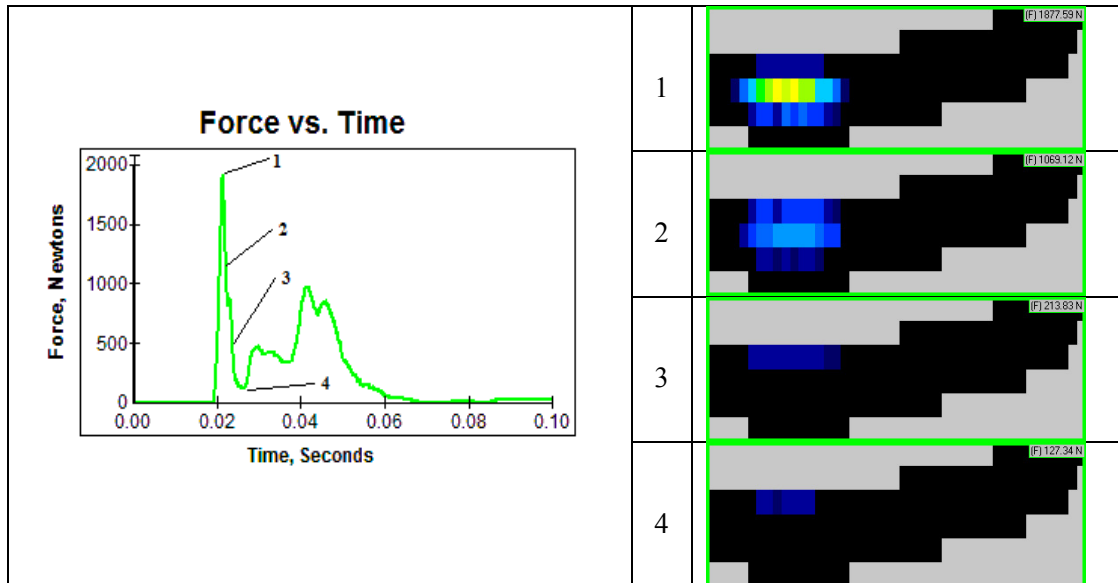 Force vs. Time
Force, Newtons
2000
1500
1000
500
0
0.00 0.02 0.04 0.06 0.08 0.10
Time, Seconds
1
2
3
4
1
(F) 1877.59 N
2
(F) 1069.12 N
3
(F) 213.83 N
4
(F) 127.34 N